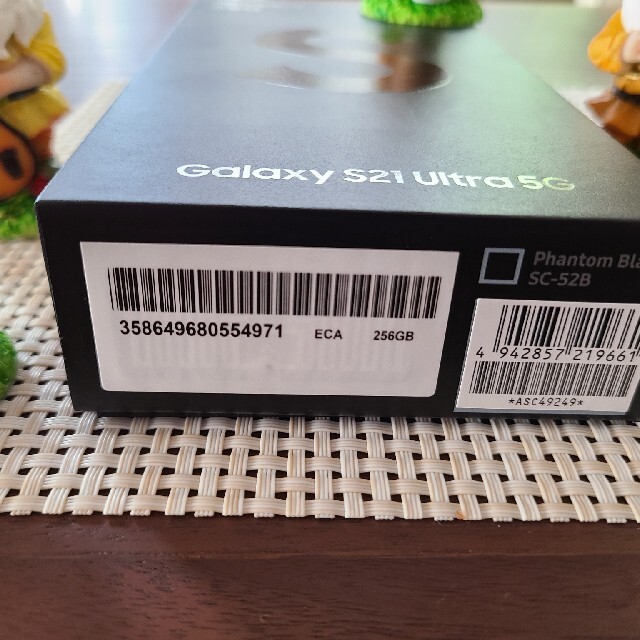 Galaxy S21 Ultra 5G
Phantom Bla
SC-52B
358649680554971 ECA 256GB
4 942857 219661
*ASC49249*